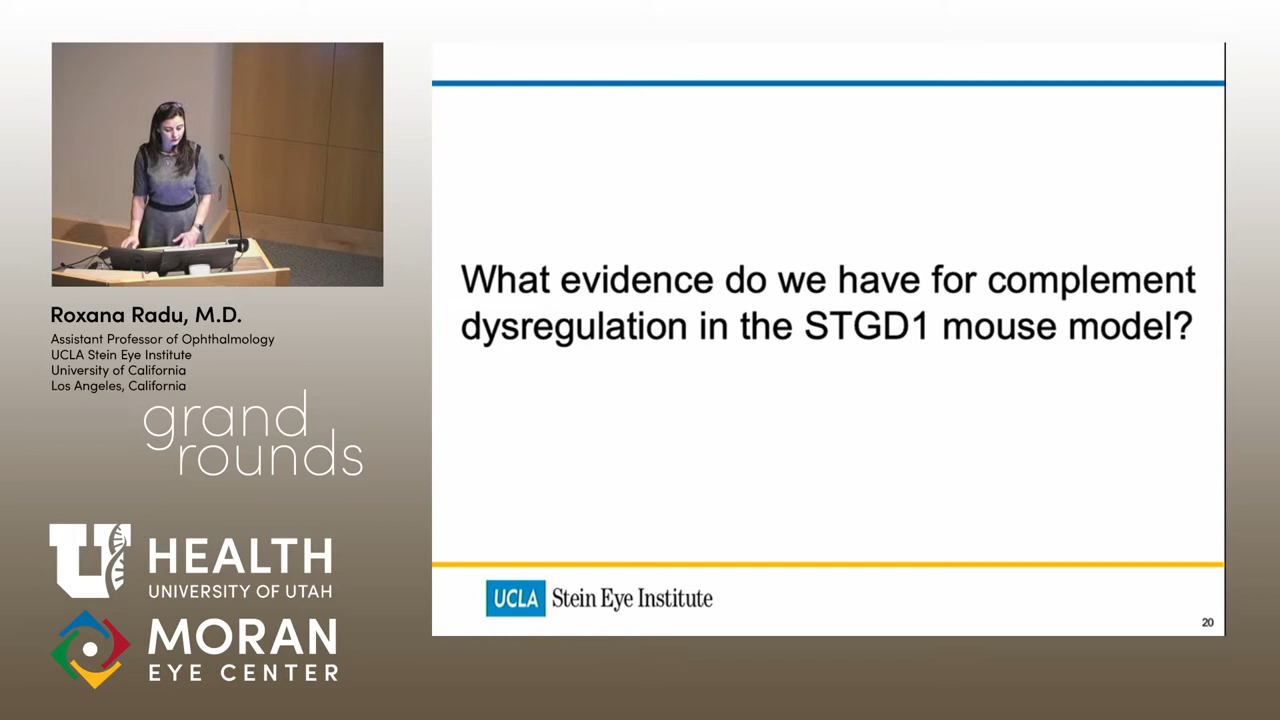 Roxana Radu, M.D.
Assistant Professor of Ophthalmology
UCLA Stein Eye Institute
University of California
Los Angeles, California
grand
rounds
U HEALTH
UNIVERSITY OF UTAH
MORAN
EYE CENTER
What evidence do we have for complement
dysregulation in the STGD1 mouse model?
UCLA Stein Eye Institute
20